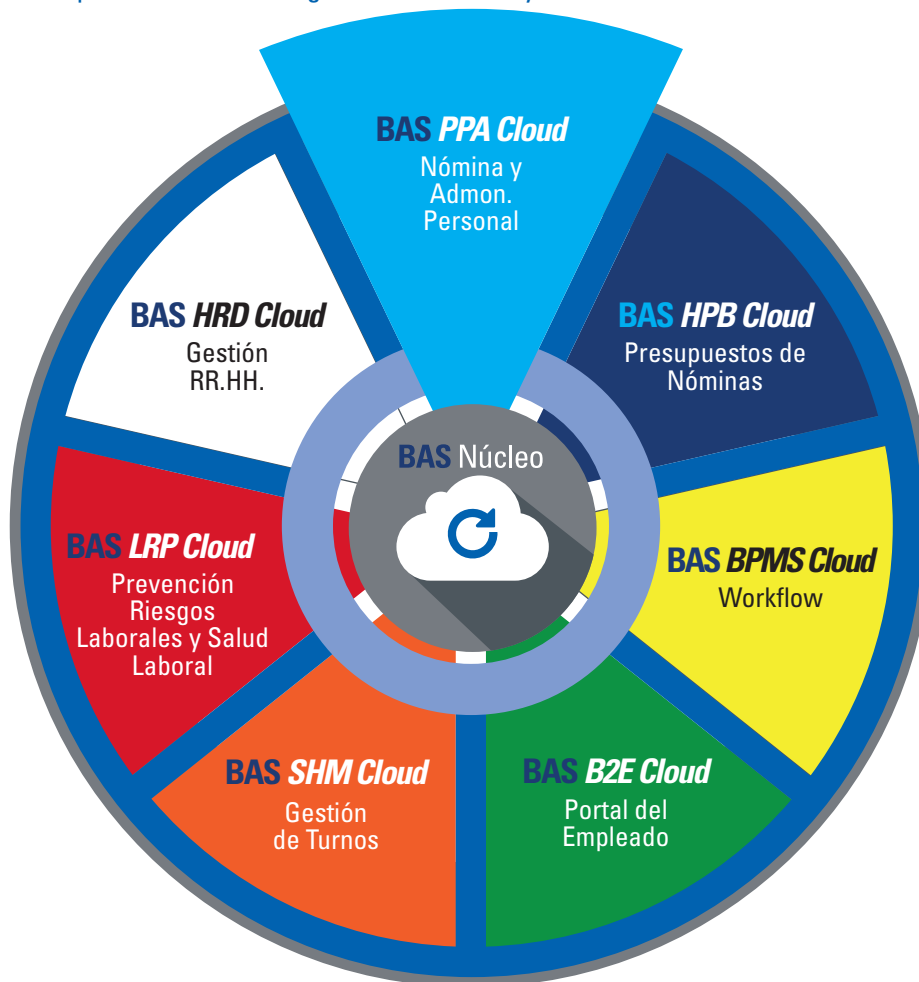 BAS PPA Cloud
Nómina y
Admon.
Personal
BAS HPB Cloud
Presupuestos de
Nóminas
BAS BPMS Cloud
Workflow
BAS B2E Cloud
Portal del
Empleado
BAS SHM Cloud
Gestión
de Turnos
BAS LRP Cloud
Prevención
Riesgos
Laborales y Salud
Laboral
BAS HRD Cloud
Gestión
RR.HH.
BAS Núcleo